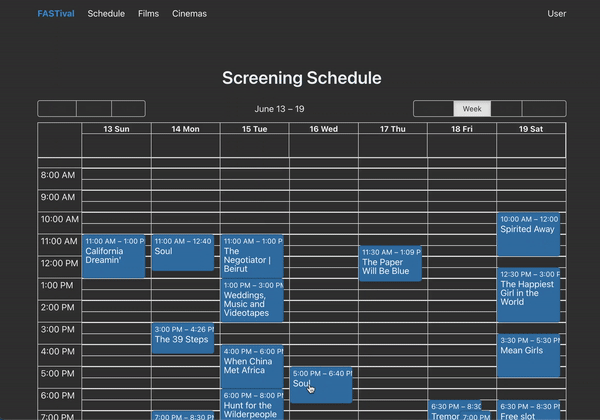 FASTival Schedule Films Cinemas User
Screening Schedule
June 13 – 19
Week
13 Sun 14 Mon 15 Tue 16 Wed 17 Thu 18 Fri 19 Sat
8:00 AM
9:00 AM
10:00 AM
11:00 AM
12:00 PM
1:00 PM
2:00 PM
3:00 PM
4:00 PM
5:00 PM
6:00 PM
7:00 PM
11:00 AM – 1:00 P
California
Dreamin'
11:00 AM – 12:40
Soul
3:00 PM – 4:26 P
The 39 Steps
7:00 PM – 8:30 P
11:00 AM – 1:00 P
The
Negotiator |
Beirut
1:00 PM – 3:00 P
Weddings,
Music and
Videotapes
4:00 PM – 6:00 P
When China
Met Africa
6:00 PM – 8:00 P
Hunt for the
Wilderpeople
5:00 PM – 6:40 P
Soul
11:30 AM – 1:09 P
The Paper
Will Be Blue
6:30 PM – 8:30
Tremor
7:00 PM
10:00 AM – 12:00
Spirited Away
12:30 PM – 3:00 P
The Happiest
Girl in the
World
3:30 PM – 5:30 P
Mean Girls
6:30 PM – 8:30 P
Free slot